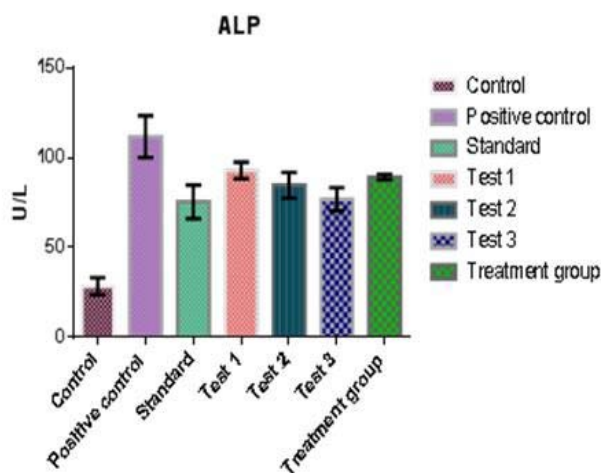 ALP
150
100
50
0
U/L
Control
Positive control
Standard
Test 1
Test 2
Test 3
Treatment group
Control
Positive control
Standard
Test 1
Test 2
Test 3
Treatment group